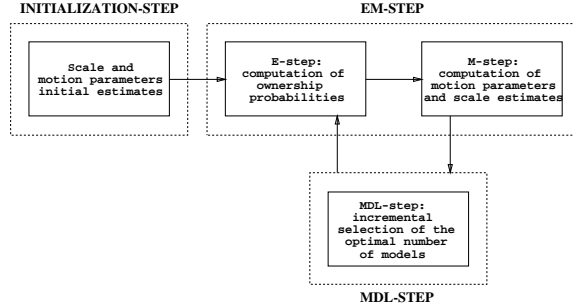 INITIALIZATION-STEP
EM-STEP
Scale and
motion parameters
initial estimates
E-step:
computation of
ownership
probabilities
M-step:
computation of
motion parameters
and scale estimates
MDL-step:
incremental
selection of the
optimal number
of models
MDL-STEP